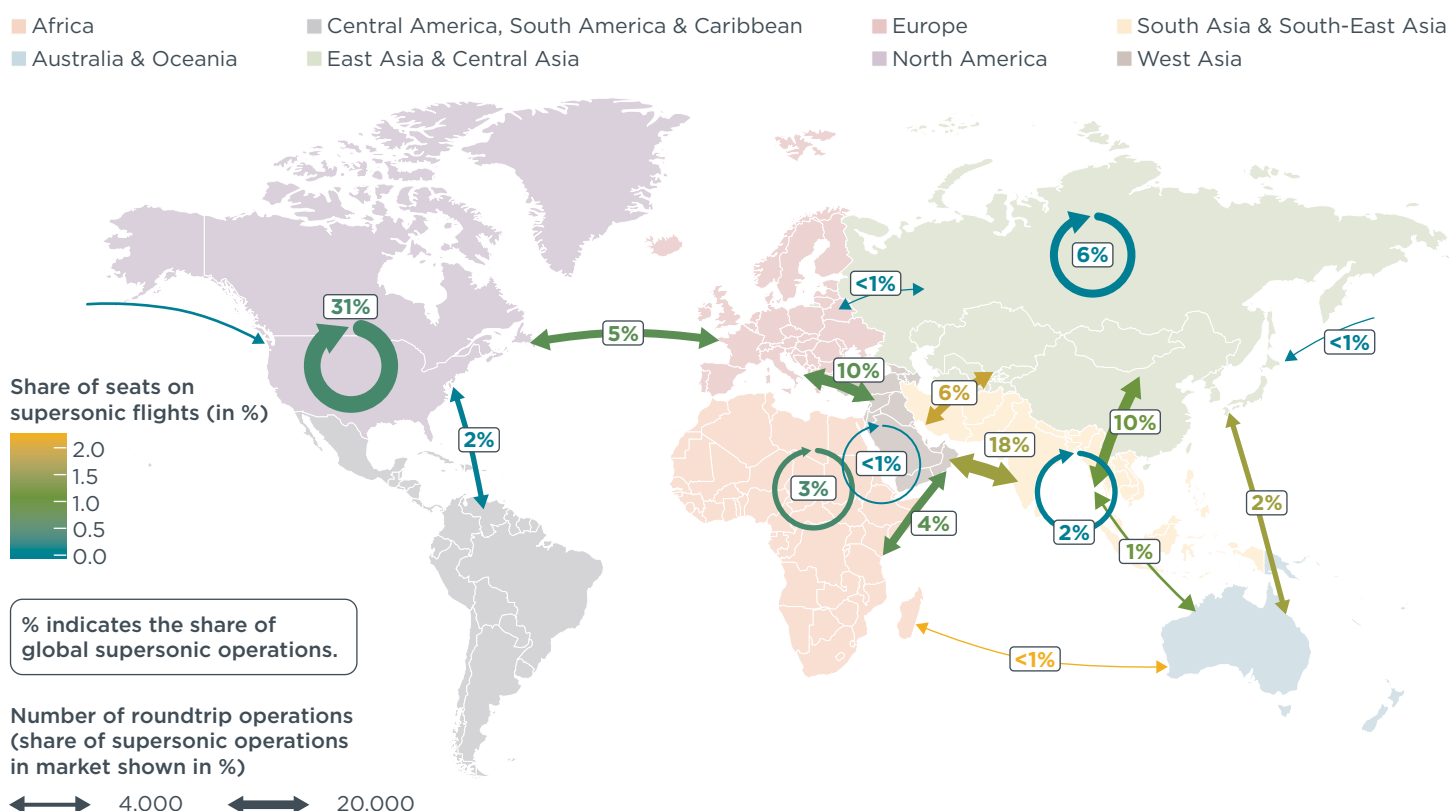 Africa
Central America, South America & Caribbean
Europe
South Asia & South-East Asia
Australia & Oceania
East Asia & Central Asia
North America
West Asia
6%
<1%
31%
5%
<1%
10%
6%
Share of seats on
supersonic flights (in %)
2.0
1.5
1.0
0.5
0.0
2%
10%
18%
<1%
3%
2%
4%
2%
1%
% indicates the share of
global supersonic operations.
<1%
Number of roundtrip operations
(share of supersonic operations
in market shown in %)
4,000
20,000